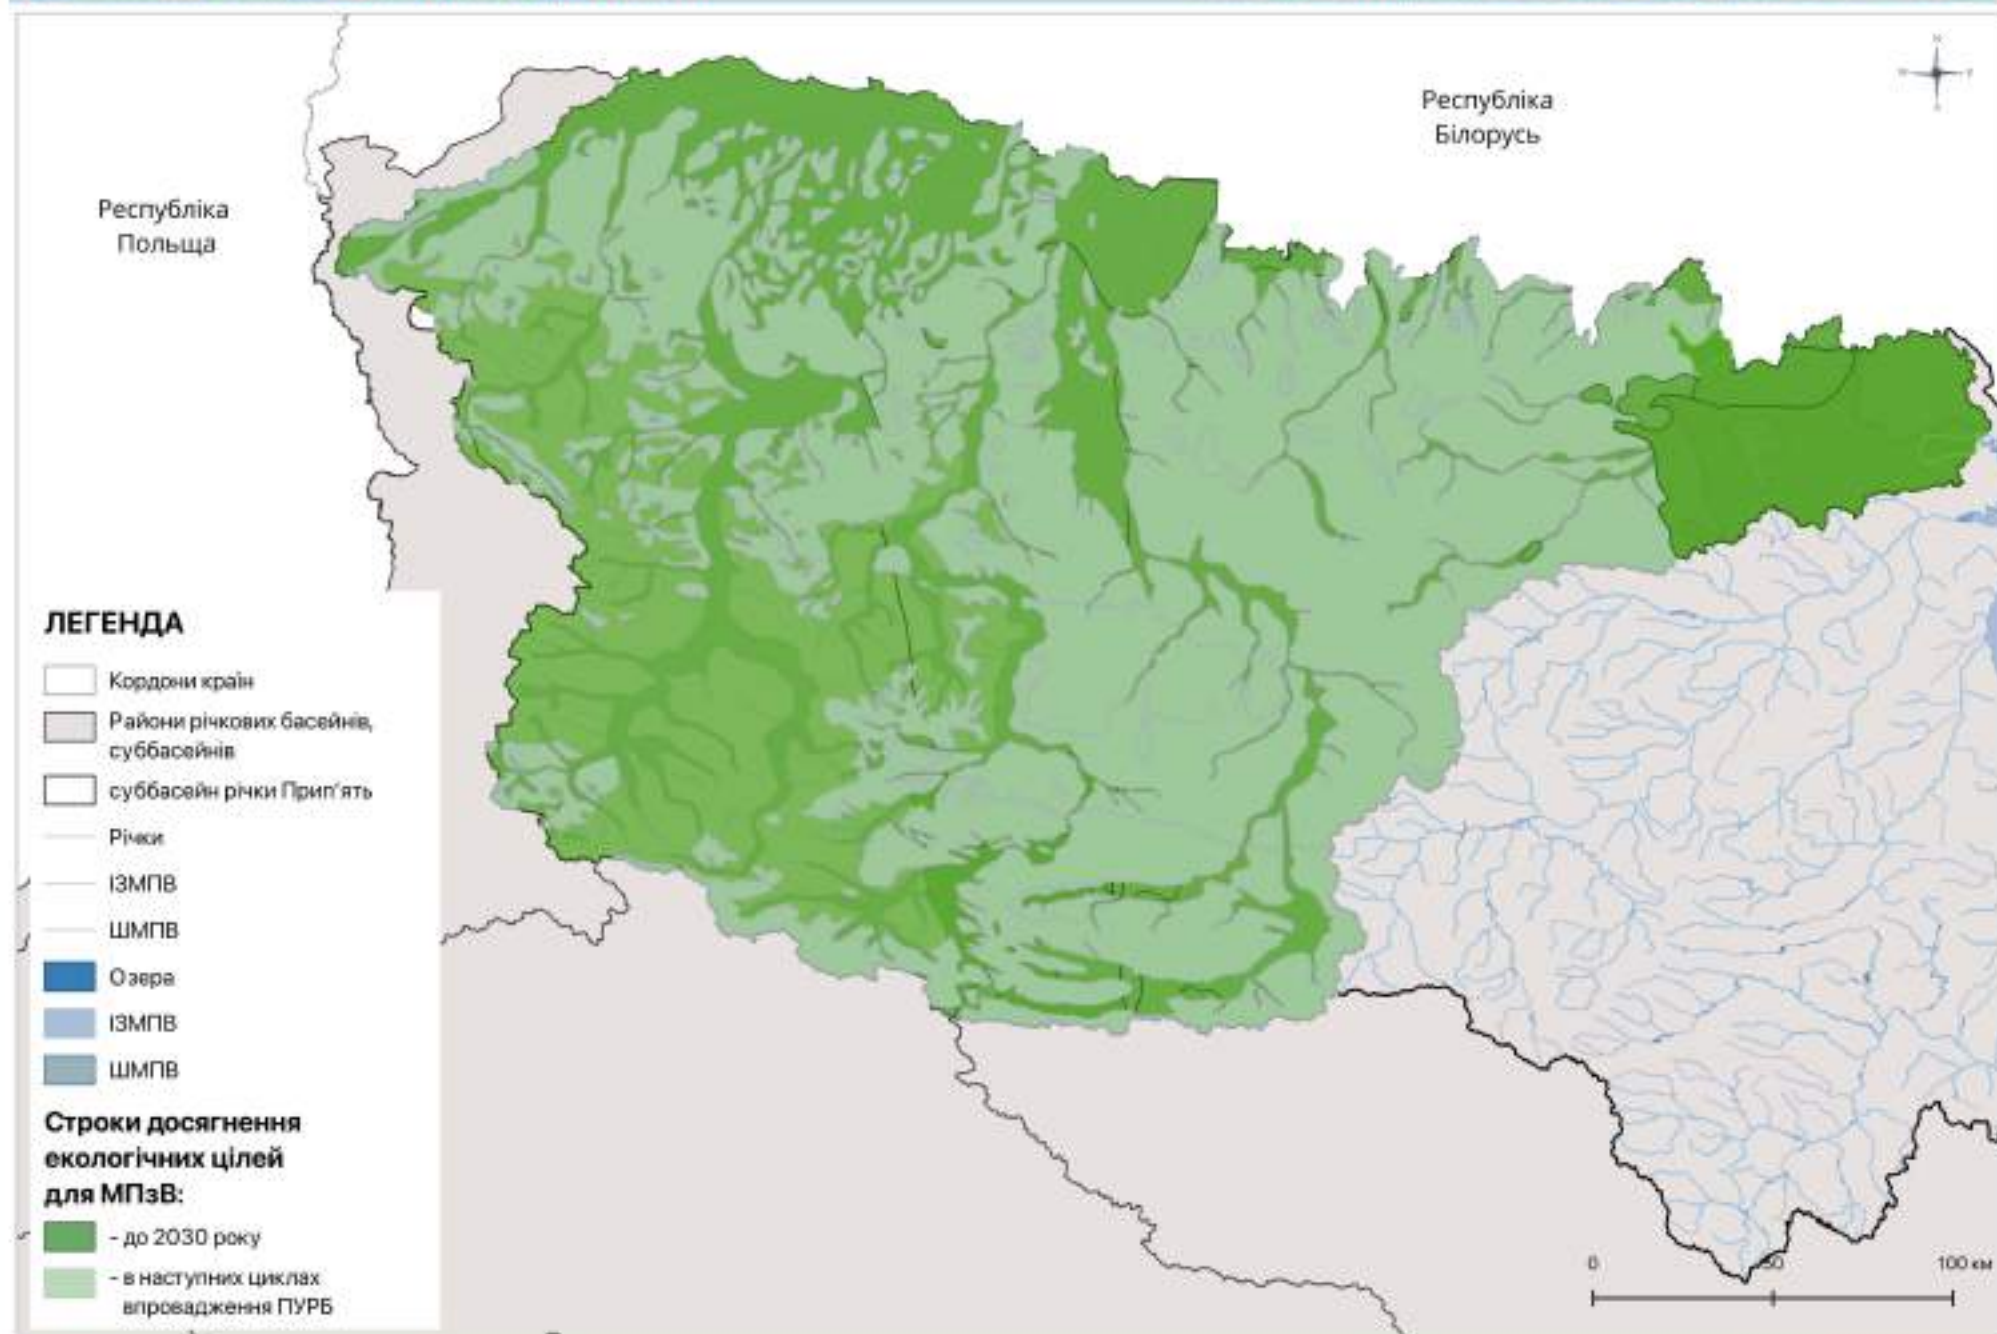 Республіка
Білорусь
Республіка
Польща
ЛЕГЕНДА
Кордони країн
Райони річкових басейнів,
суббасейнів
суббасейн річки Прип'ять
Річки
ІЗМПВ
ШМПВ
Озера
ІЗМПВ
ШМПВ
Строки досягнення
екологічних цілей
для МПзВ:
- до 2030 року
- в наступних циклах
впровадження ПУРБ
0 50 100 км